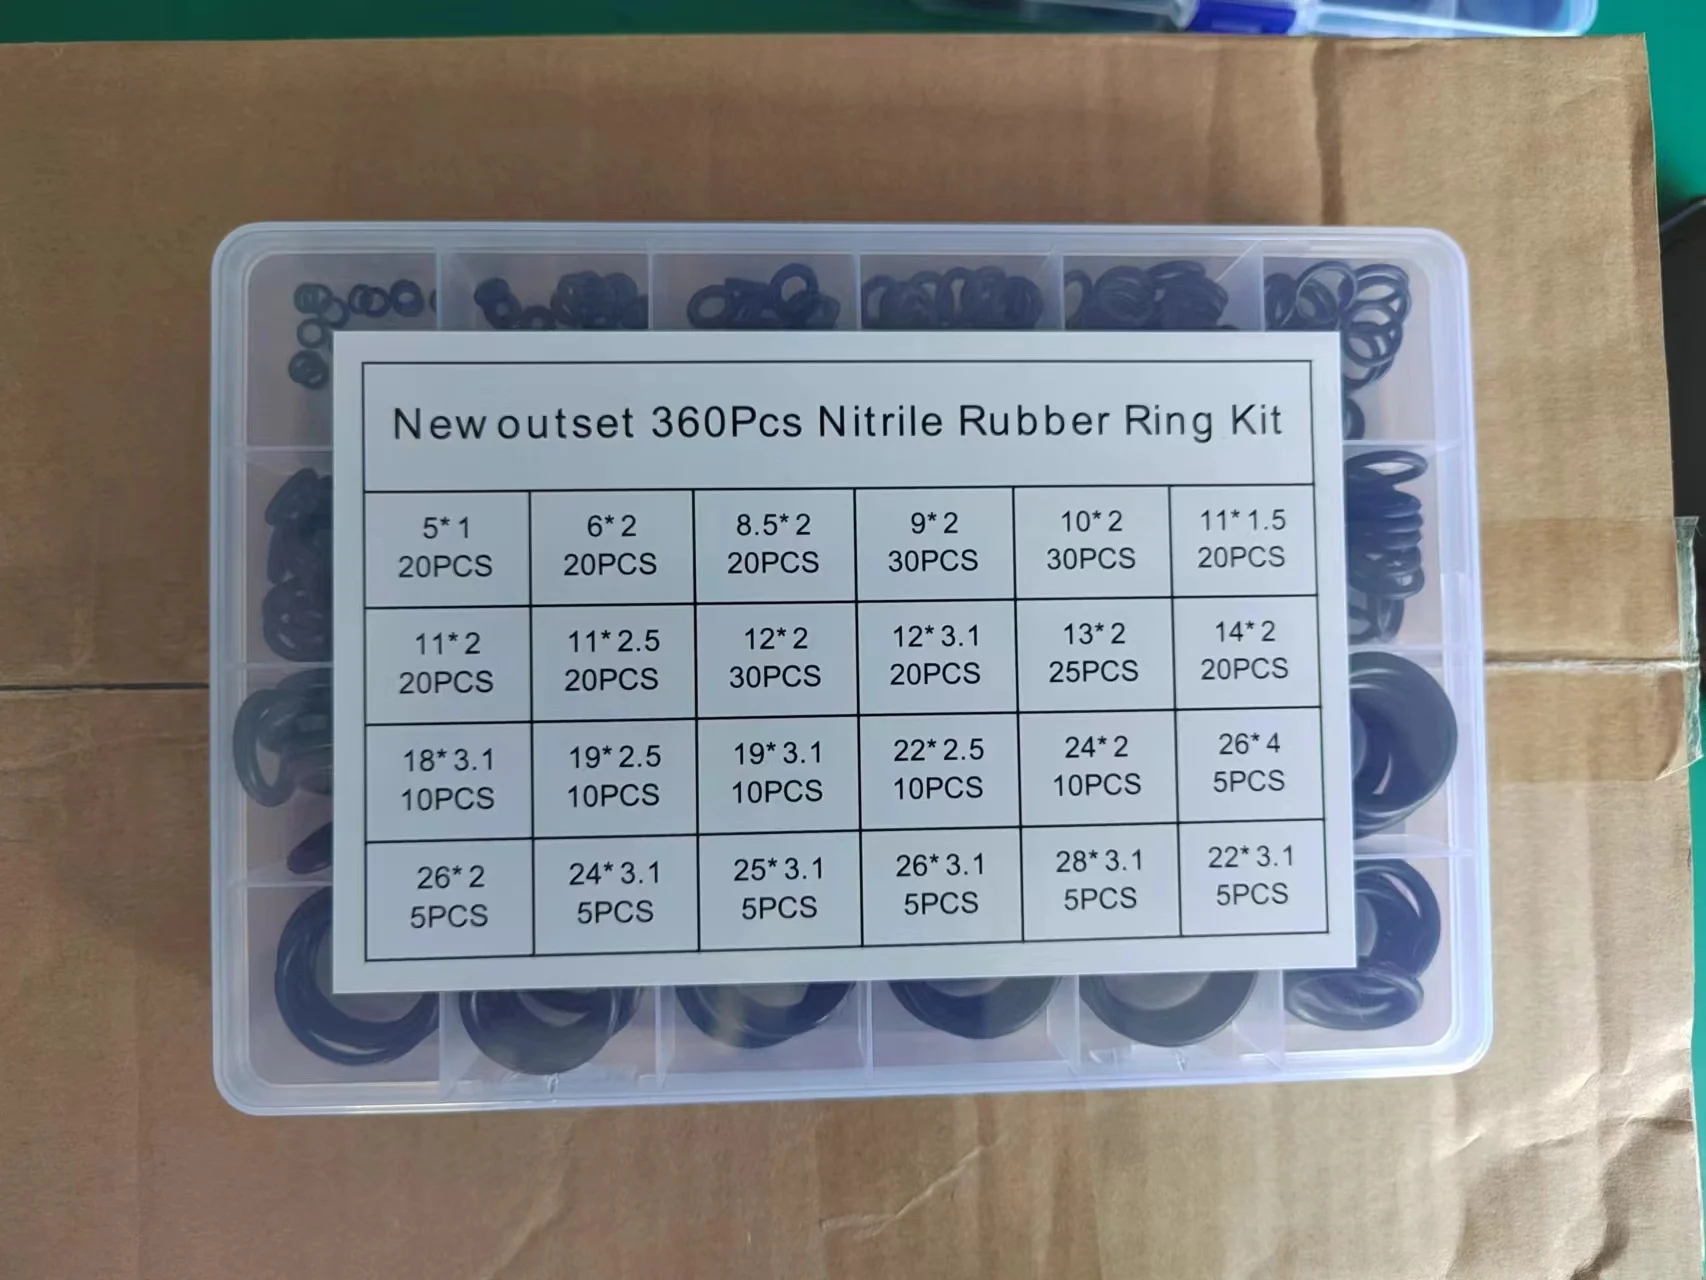 Newoutset 360Pcs Nitrile Rubber Ring Kit
5*1 6*2 8.5*2 9*2 10*2 11*1.5
20PCS 20PCS 20PCS 30PCS 30PCS 20PCS
11*2 11*2.5 12*2 12*3.1 13*2 14*2
20PCS 20PCS 30PCS 20PCS 25PCS 20PCS
18*3.1 19*2.5 19*3.1 22*2.5 24*2 26*4
10PCS 10PCS 10PCS 10PCS 10PCS 5PCS
26*2 24*3.1 25*3.1 26*3.1 28*3.1 22*3.1
5PCS 5PCS 5PCS 5PCS 5PCS 5PCS